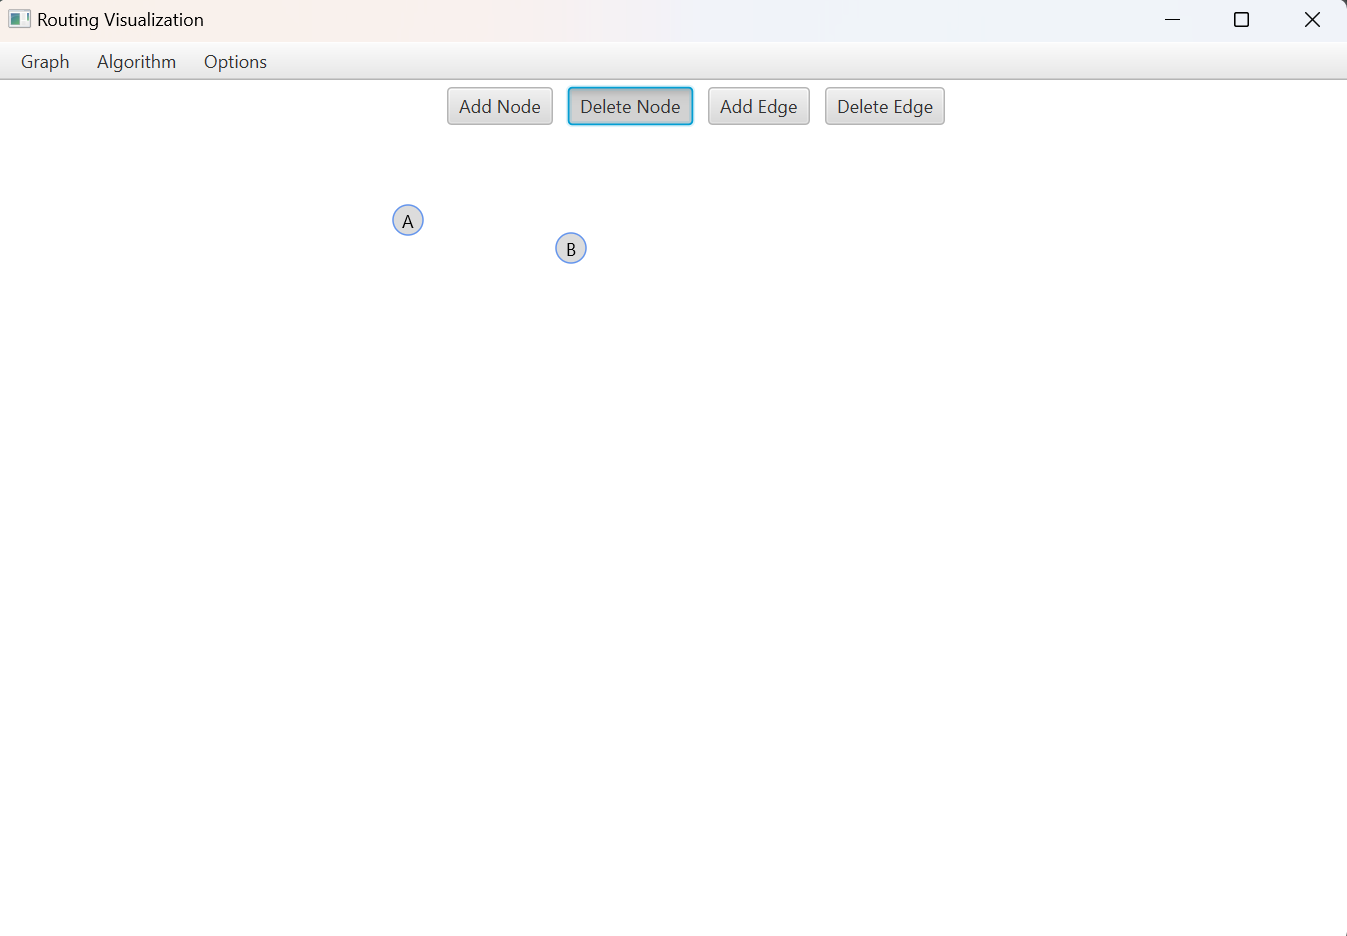 Routing Visualization
Graph Algorithm Options
Add Node Delete Node Add Edge Delete Edge
A
B